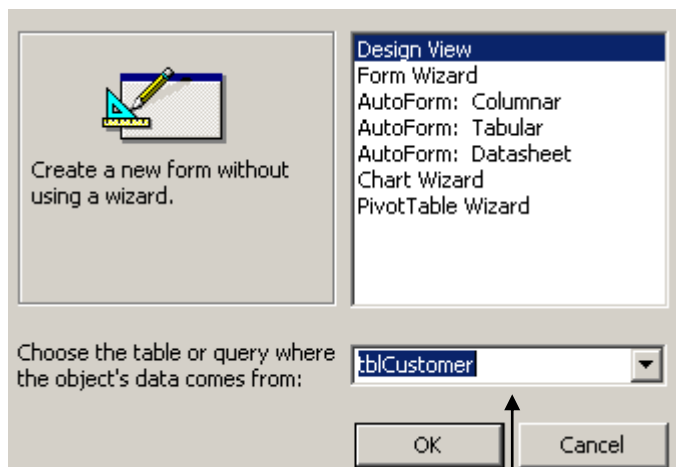 Create a new form without
using a wizard.
Design View
Form Wizard
AutoForm: Columnar
AutoForm: Tabular
AutoForm: Datasheet
Chart Wizard
PivotTable Wizard
Choose the table or query where
the object's data comes from:
tblCustomer
OK
Cancel